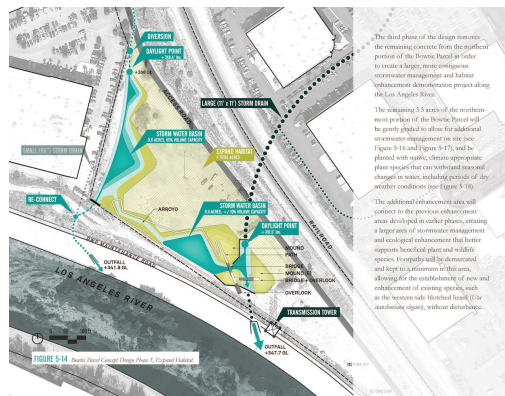 DIVERSION
DAYLIGHT POINT
ACCESS ROAD
LARGE (11' x 11') STORM DRAIN
STORM WATER BASIN
EXPAND HABITAT
SMALL (60") STORM DRAIN
STORM WATER BASIN
RE-CONNECT
ARROYO
DAYLIGHT POINT
RAILROAD
MOUND
PATH
BRIDGE
MOUND (E)
BRIDGE + OVERLOOK
OVERLOOK
OUTFALL
+341.8 GL
LOS ANGELES RIVER
TRANSMISSION TOWER
OUTFALL
+347.7 GL
FIGURE 5-14 Bowtie Parcel Concept Design Phase 3, Expand Habitat.
The third phase of the design removes
the remaining concrete from the northern
portion of the Bowtie Parcel in order
to create a larger, more contiguous
stormwater management and habitat
enhancement demonstration project along
the Los Angeles River.
The remaining 3.5 acres of the northern-
most portion of the Bowtie Parcel will
be gently graded to allow for additional
stormwater management on site (see
Figure 5-16 and Figure 5-17), and be
planted with native, climate-appropriate
plant species that can withstand seasonal
changes in water, including periods of dry
weather conditions (see Figure 5-18).
The additional enhancement area will
connect to the previous enhancement
areas developed in earlier phases, creating
a larger area of stormwater management
and ecological enhancement that better
supports beneficial plant and wildlife
species. Footpaths will be demarcated
and kept to a minimum in this area,
allowing for the establishment of new and
enhancement of existing species, such
as the western side-blotched lizard (Uta
stansburiana elegans), without disturbance.